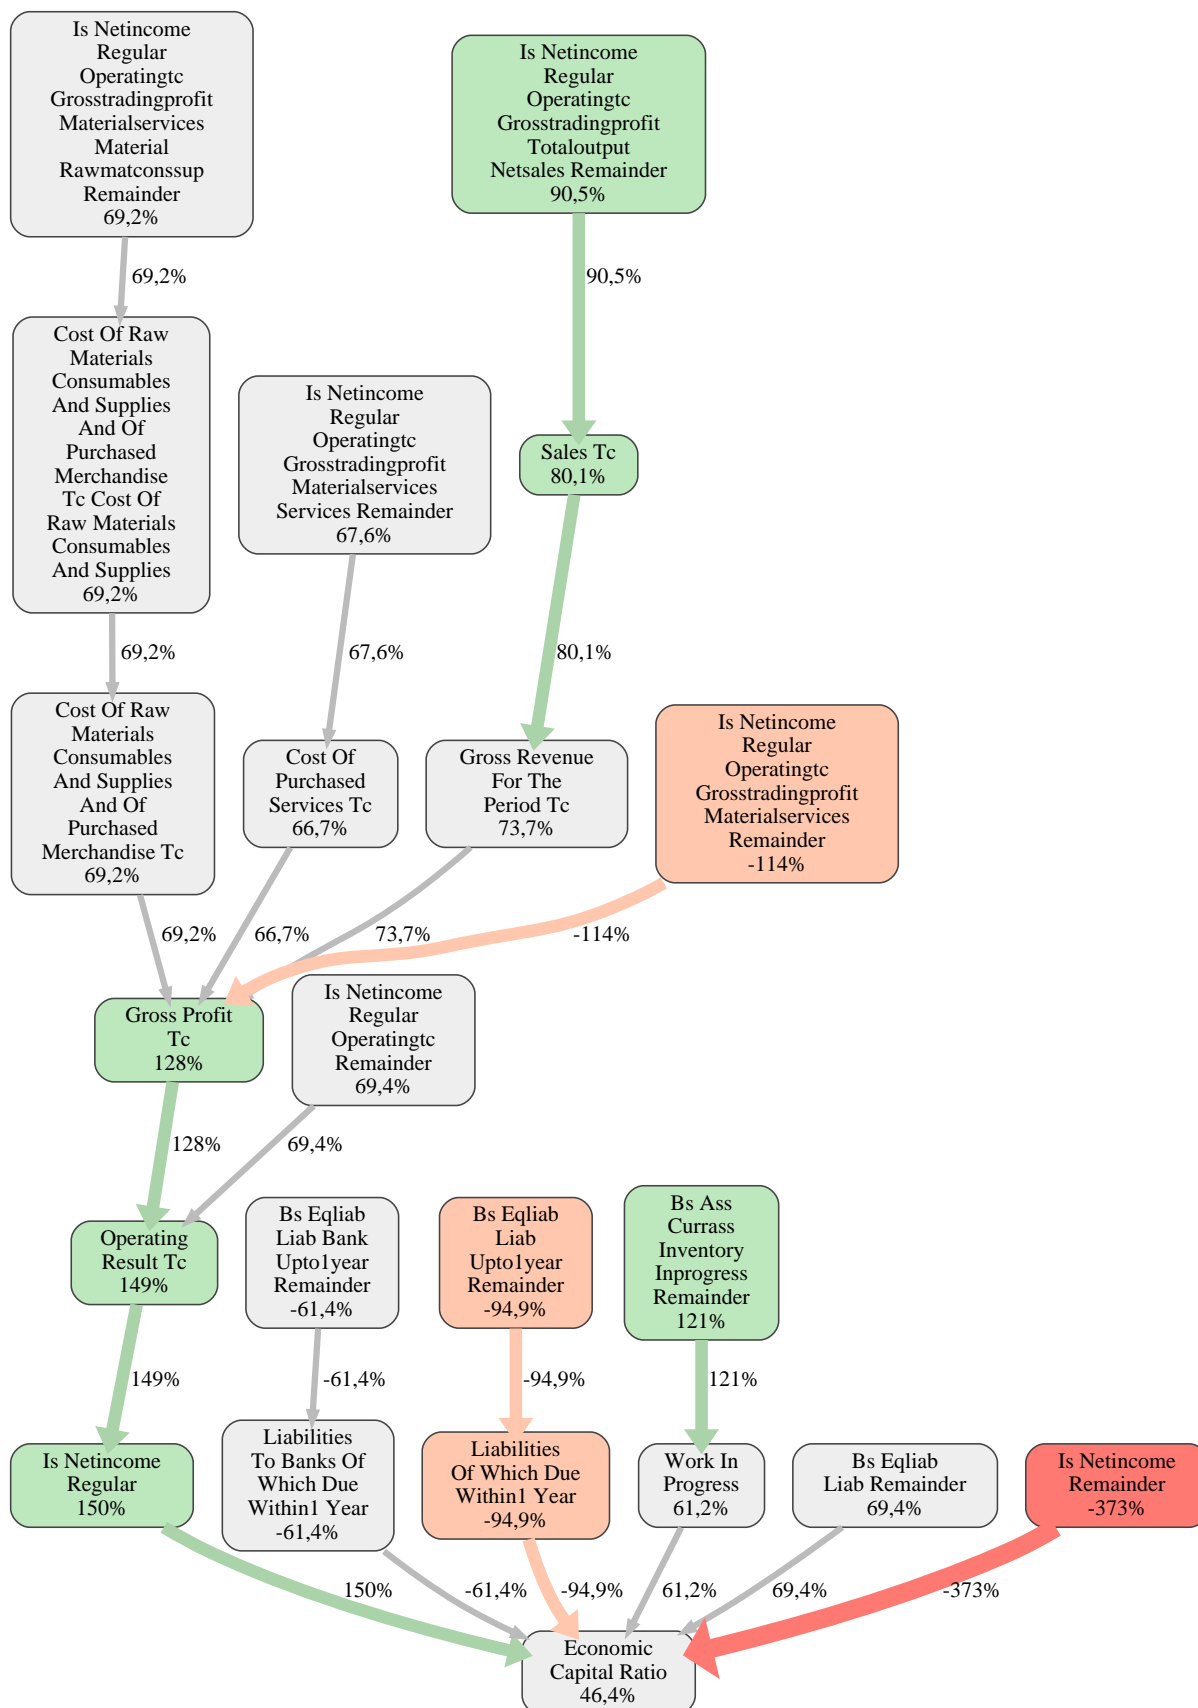 Is Netincome
Regular
Operatingtc
Grosstradingprofit
Materialservices
Material
Rawmatconssup
Remainder
69,2%
Is Netincome
Regular
Operatingtc
Grosstradingprofit
Totaloutput
Netsales Remainder
90,5%
69,2%
90,5%
Cost Of Raw
Materials
Consumables
And Supplies
And Of
Purchased
Merchandise
Tc Cost Of
Raw Materials
Consumables
And Supplies
69,2%
Is Netincome
Regular
Operatingtc
Grosstradingprofit
Materialservices
Services Remainder
67,6%
Sales Tc
80,1%
69,2%
67,6%
80,1%
Cost Of Raw
Materials
Consumables
And Supplies
And Of
Purchased
Merchandise Tc
69,2%
Cost Of
Purchased
Services Tc
66,7%
Gross Revenue
For The
Period Tc
73,7%
Is Netincome
Regular
Operatingtc
Grosstradingprofit
Materialservices
Remainder
-114%
69,2%
66,7%
73,7%
-114%
Gross Profit
Tc
128%
Is Netincome
Regular
Operatingtc
Remainder
69,4%
128%
69,4%
Operating
Result Tc
149%
Bs Eqliab
Liab Bank
Upto1year
Remainder
-61,4%
Bs Eqliab
Liab
Upto1year
Remainder
-94,9%
Bs Ass
Currass
Inventory
Inprogress
Remainder
121%
149%
-61,4%
-94,9%
121%
Is Netincome
Regular
150%
Liabilities
To Banks Of
Which Due
Within1 Year
-61,4%
Liabilities
Of Which Due
Within1 Year
-94,9%
Work In
Progress
61,2%
Bs Eqliab
Liab Remainder
69,4%
Is Netincome
Remainder
-373%
150%
-61,4%
-94,9%
61,2%
69,4%
-373%
Economic
Capital Ratio
46,4%